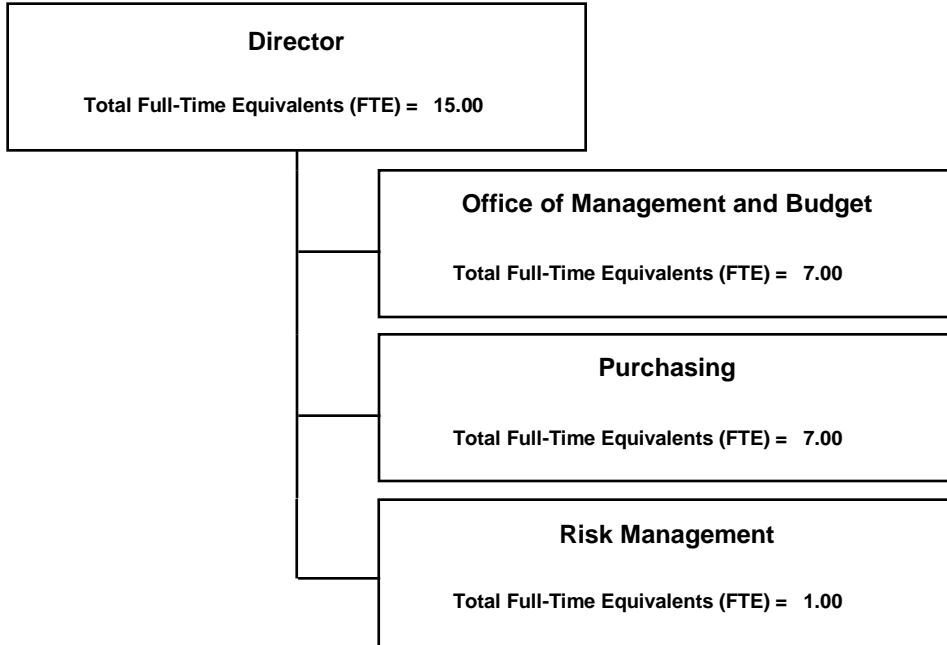 Director
Total Full-Time Equivalents (FTE) = 15.00
Office of Management and Budget
Total Full-Time Equivalents (FTE) = 7.00
Purchasing
Total Full-Time Equivalents (FTE) = 7.00
Risk Management
Total Full-Time Equivalents (FTE) = 1.00